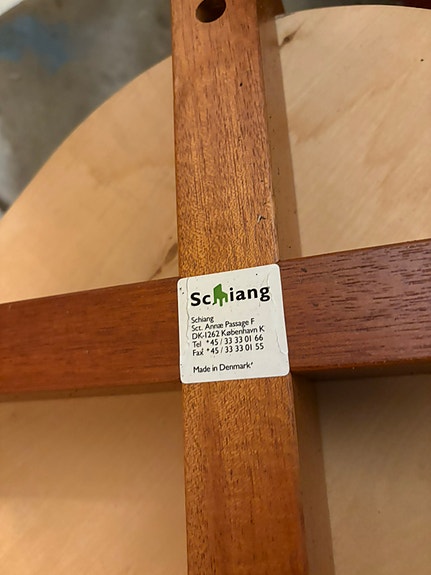 Schiang
Schiang
Sct. Annæ Passage F
DK-1262 København K
Tel +45 / 33 33 01 66
Fax +45 / 33 33 01 55
Made in Denmark